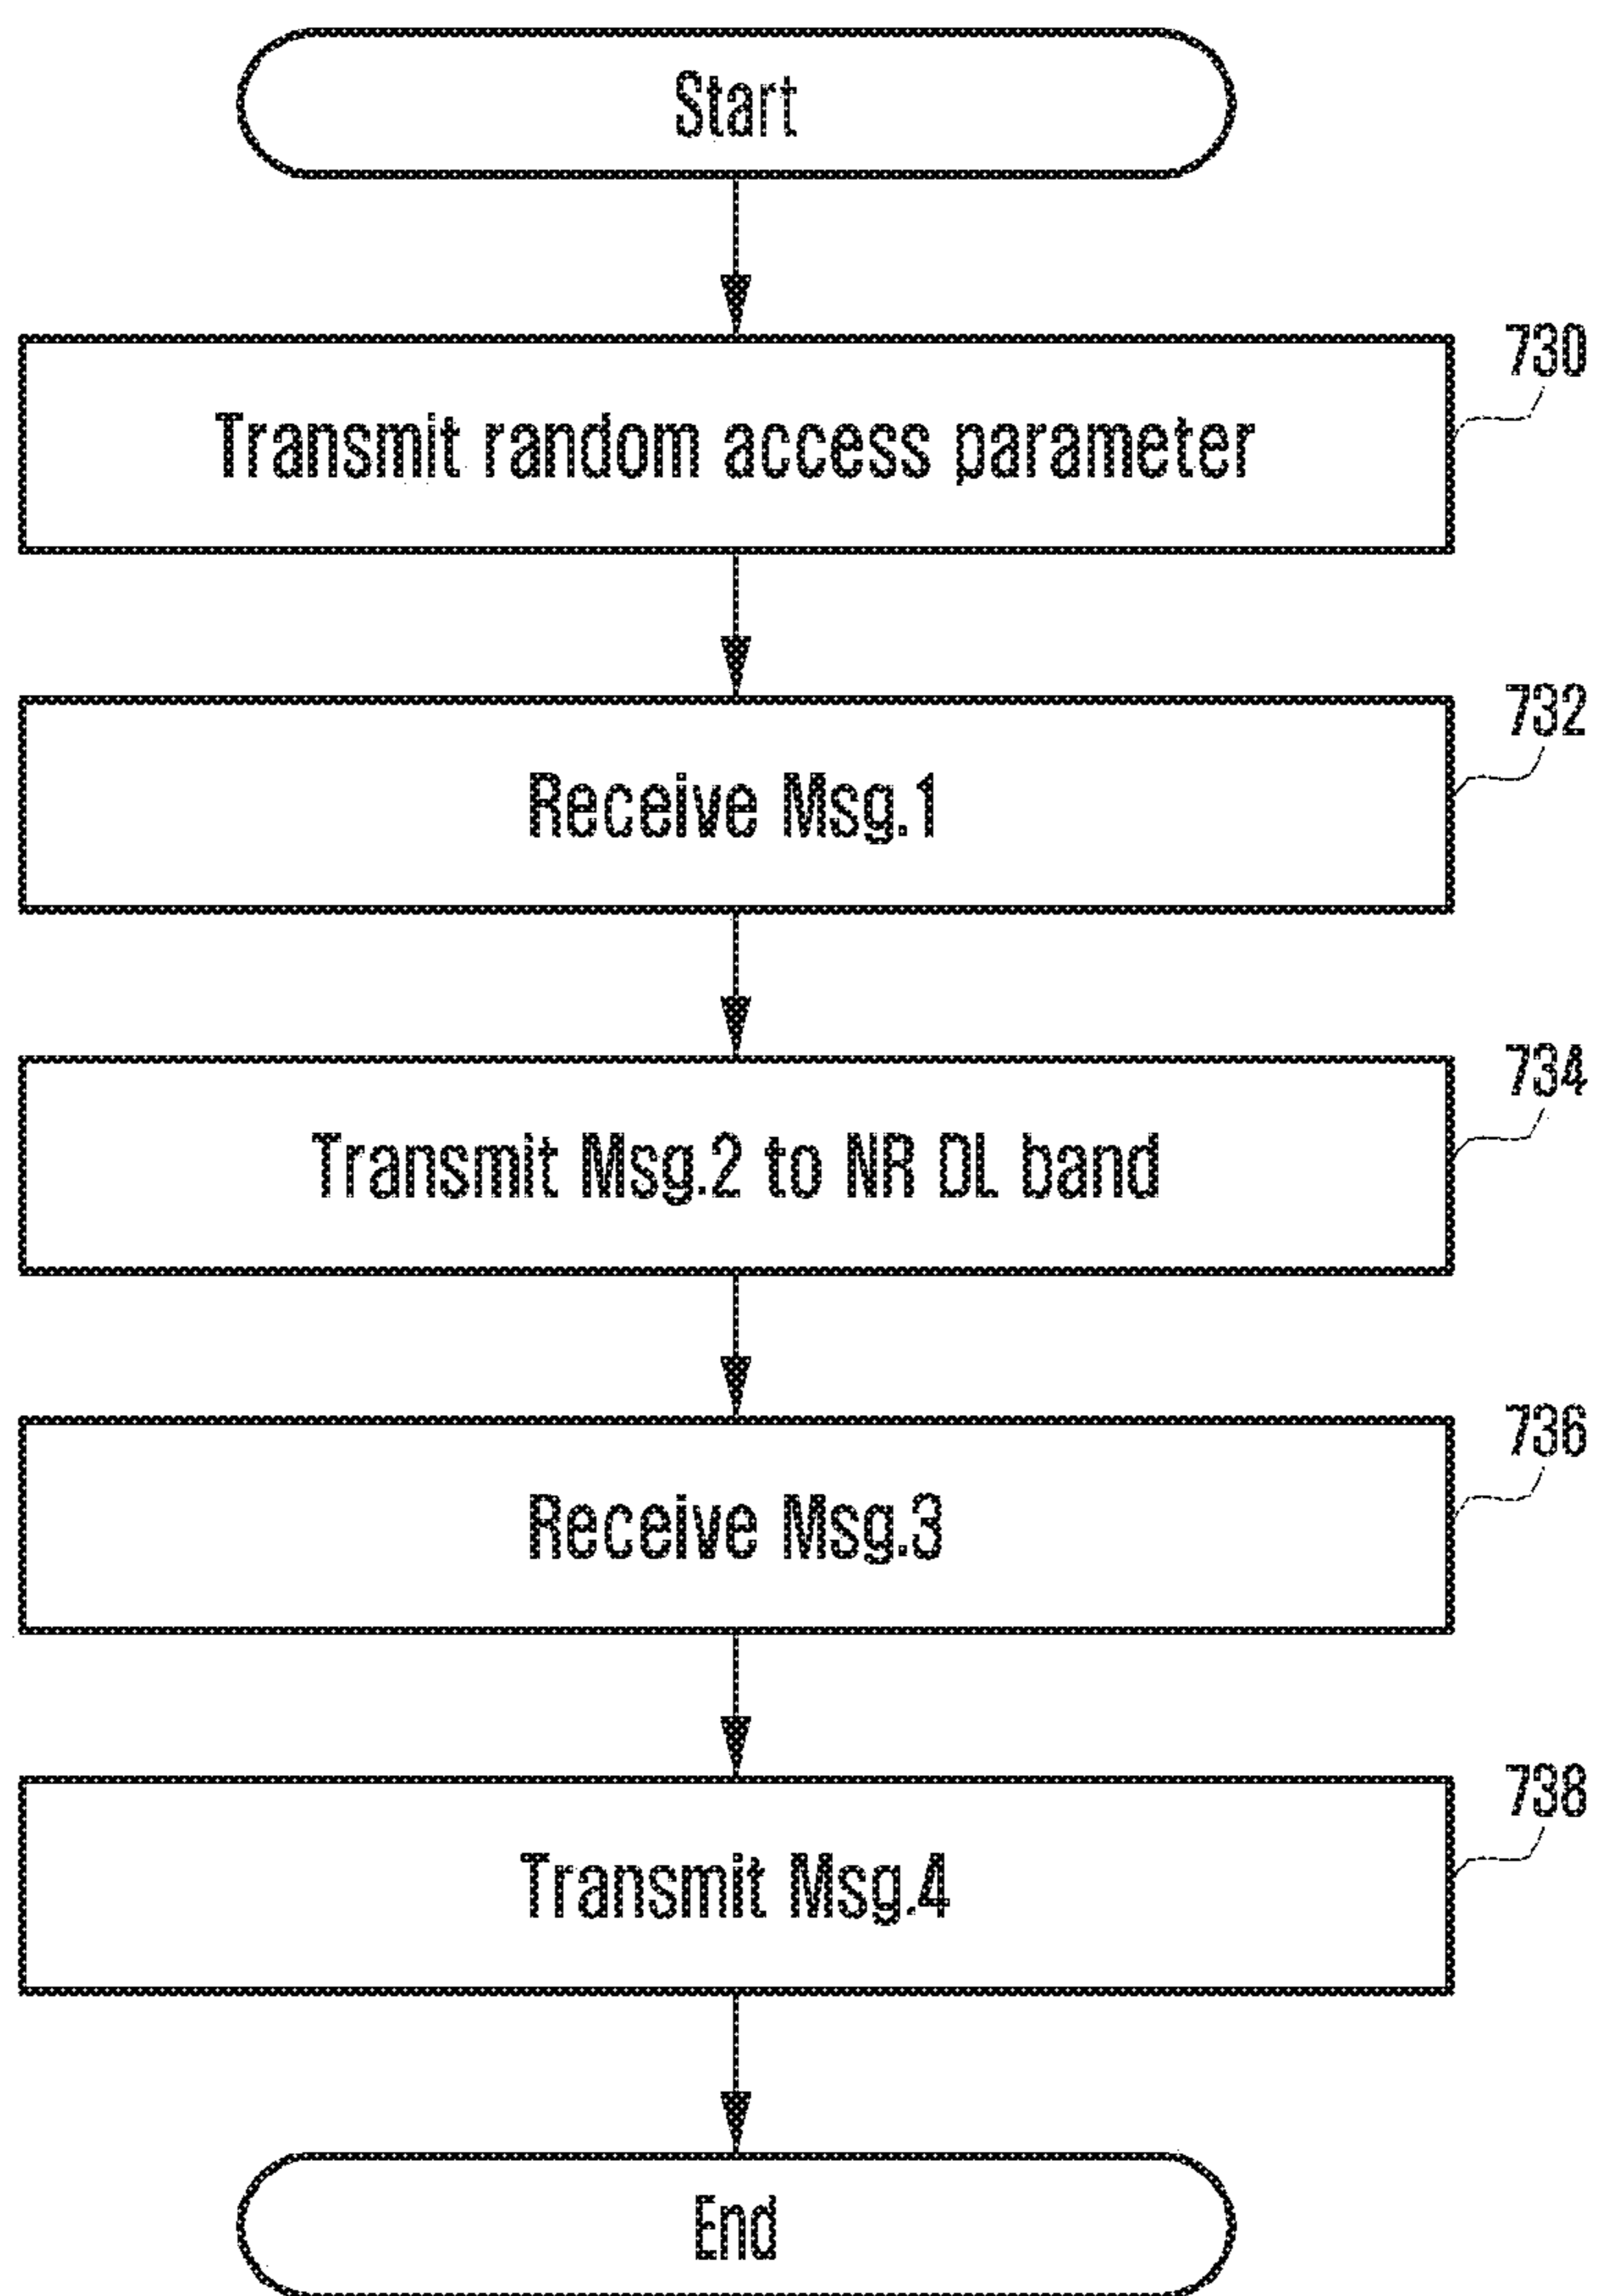 Start
730
Transmit random access parameter
732
Receive Msg.1
734
Transmit Msg.2 to NR DL band
736
Receive Msg.3
738
Transmit Msg.4
End